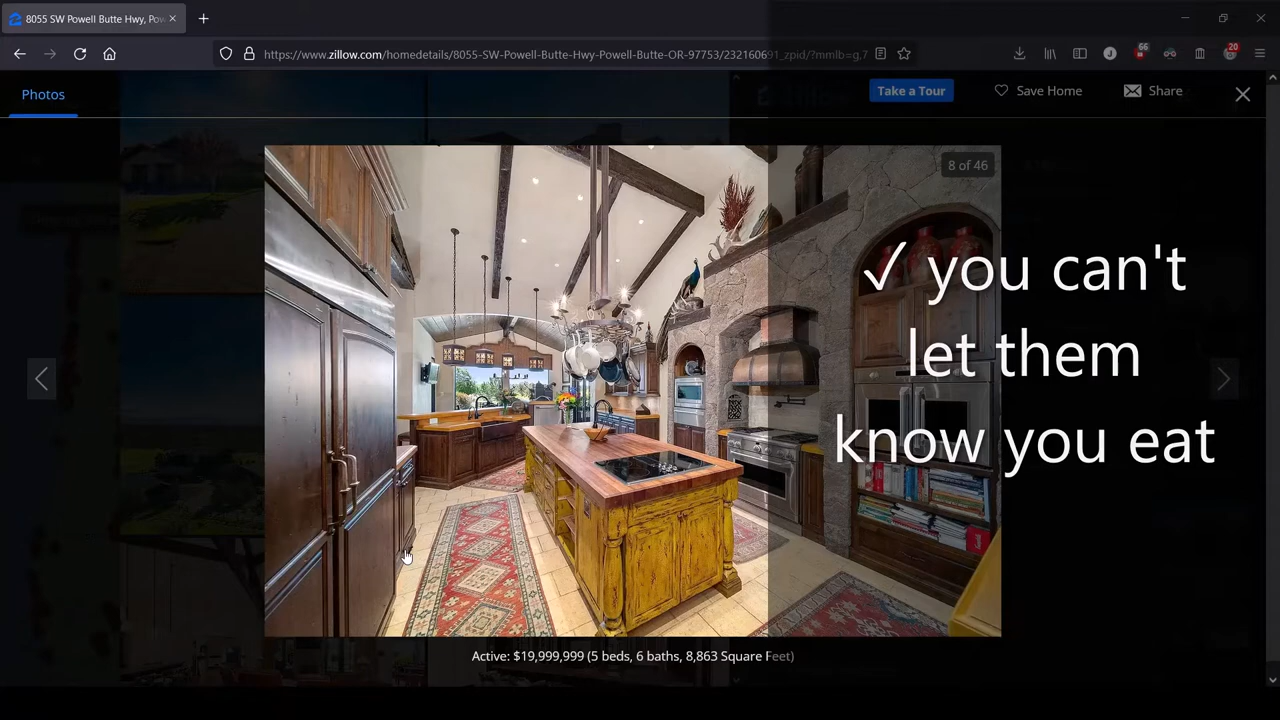 8055 SW Powell Butte Hwy, Pow
https://www.zillow.com/homedetails/8055-SW-Powell-Butte-Hwy-Powell-Butte-OR-97753/232160691_zpid/?mmlb=g,7
66
20
Photos
Take a Tour
Save Home
Share
8 of 46
✓ you can't
let them
know you eat
Active: $19,999,999 (5 beds, 6 baths, 8,863 Square Feet)